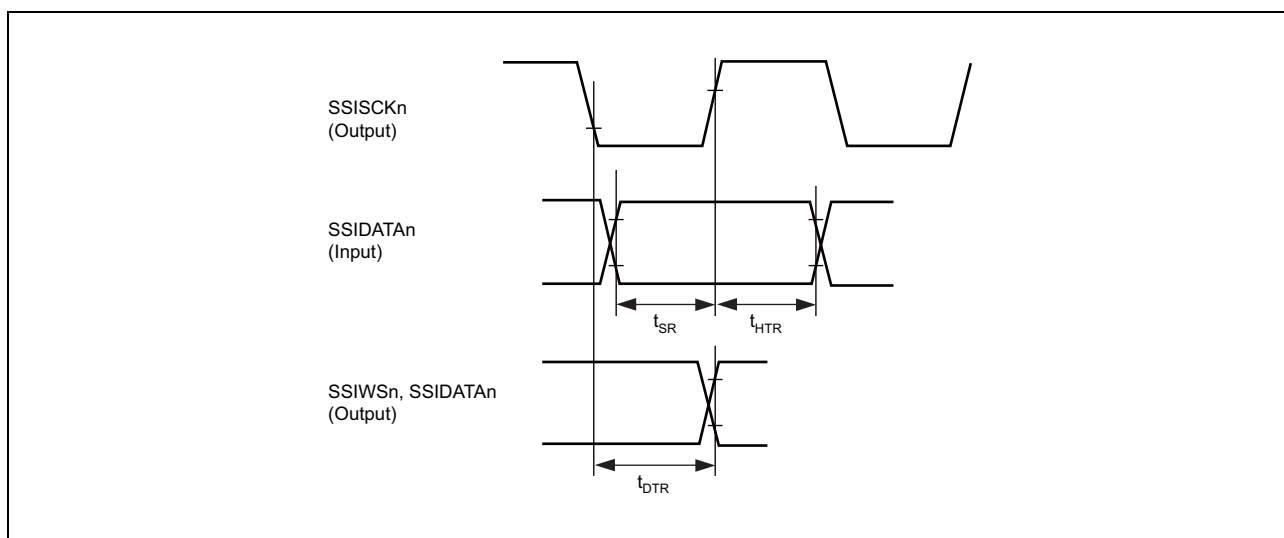 SSISCKn
(Output)
SSIDATAn
(Input)
tSR
tHTR
SSIWSn, SSIDATAn
(Output)
tDTR